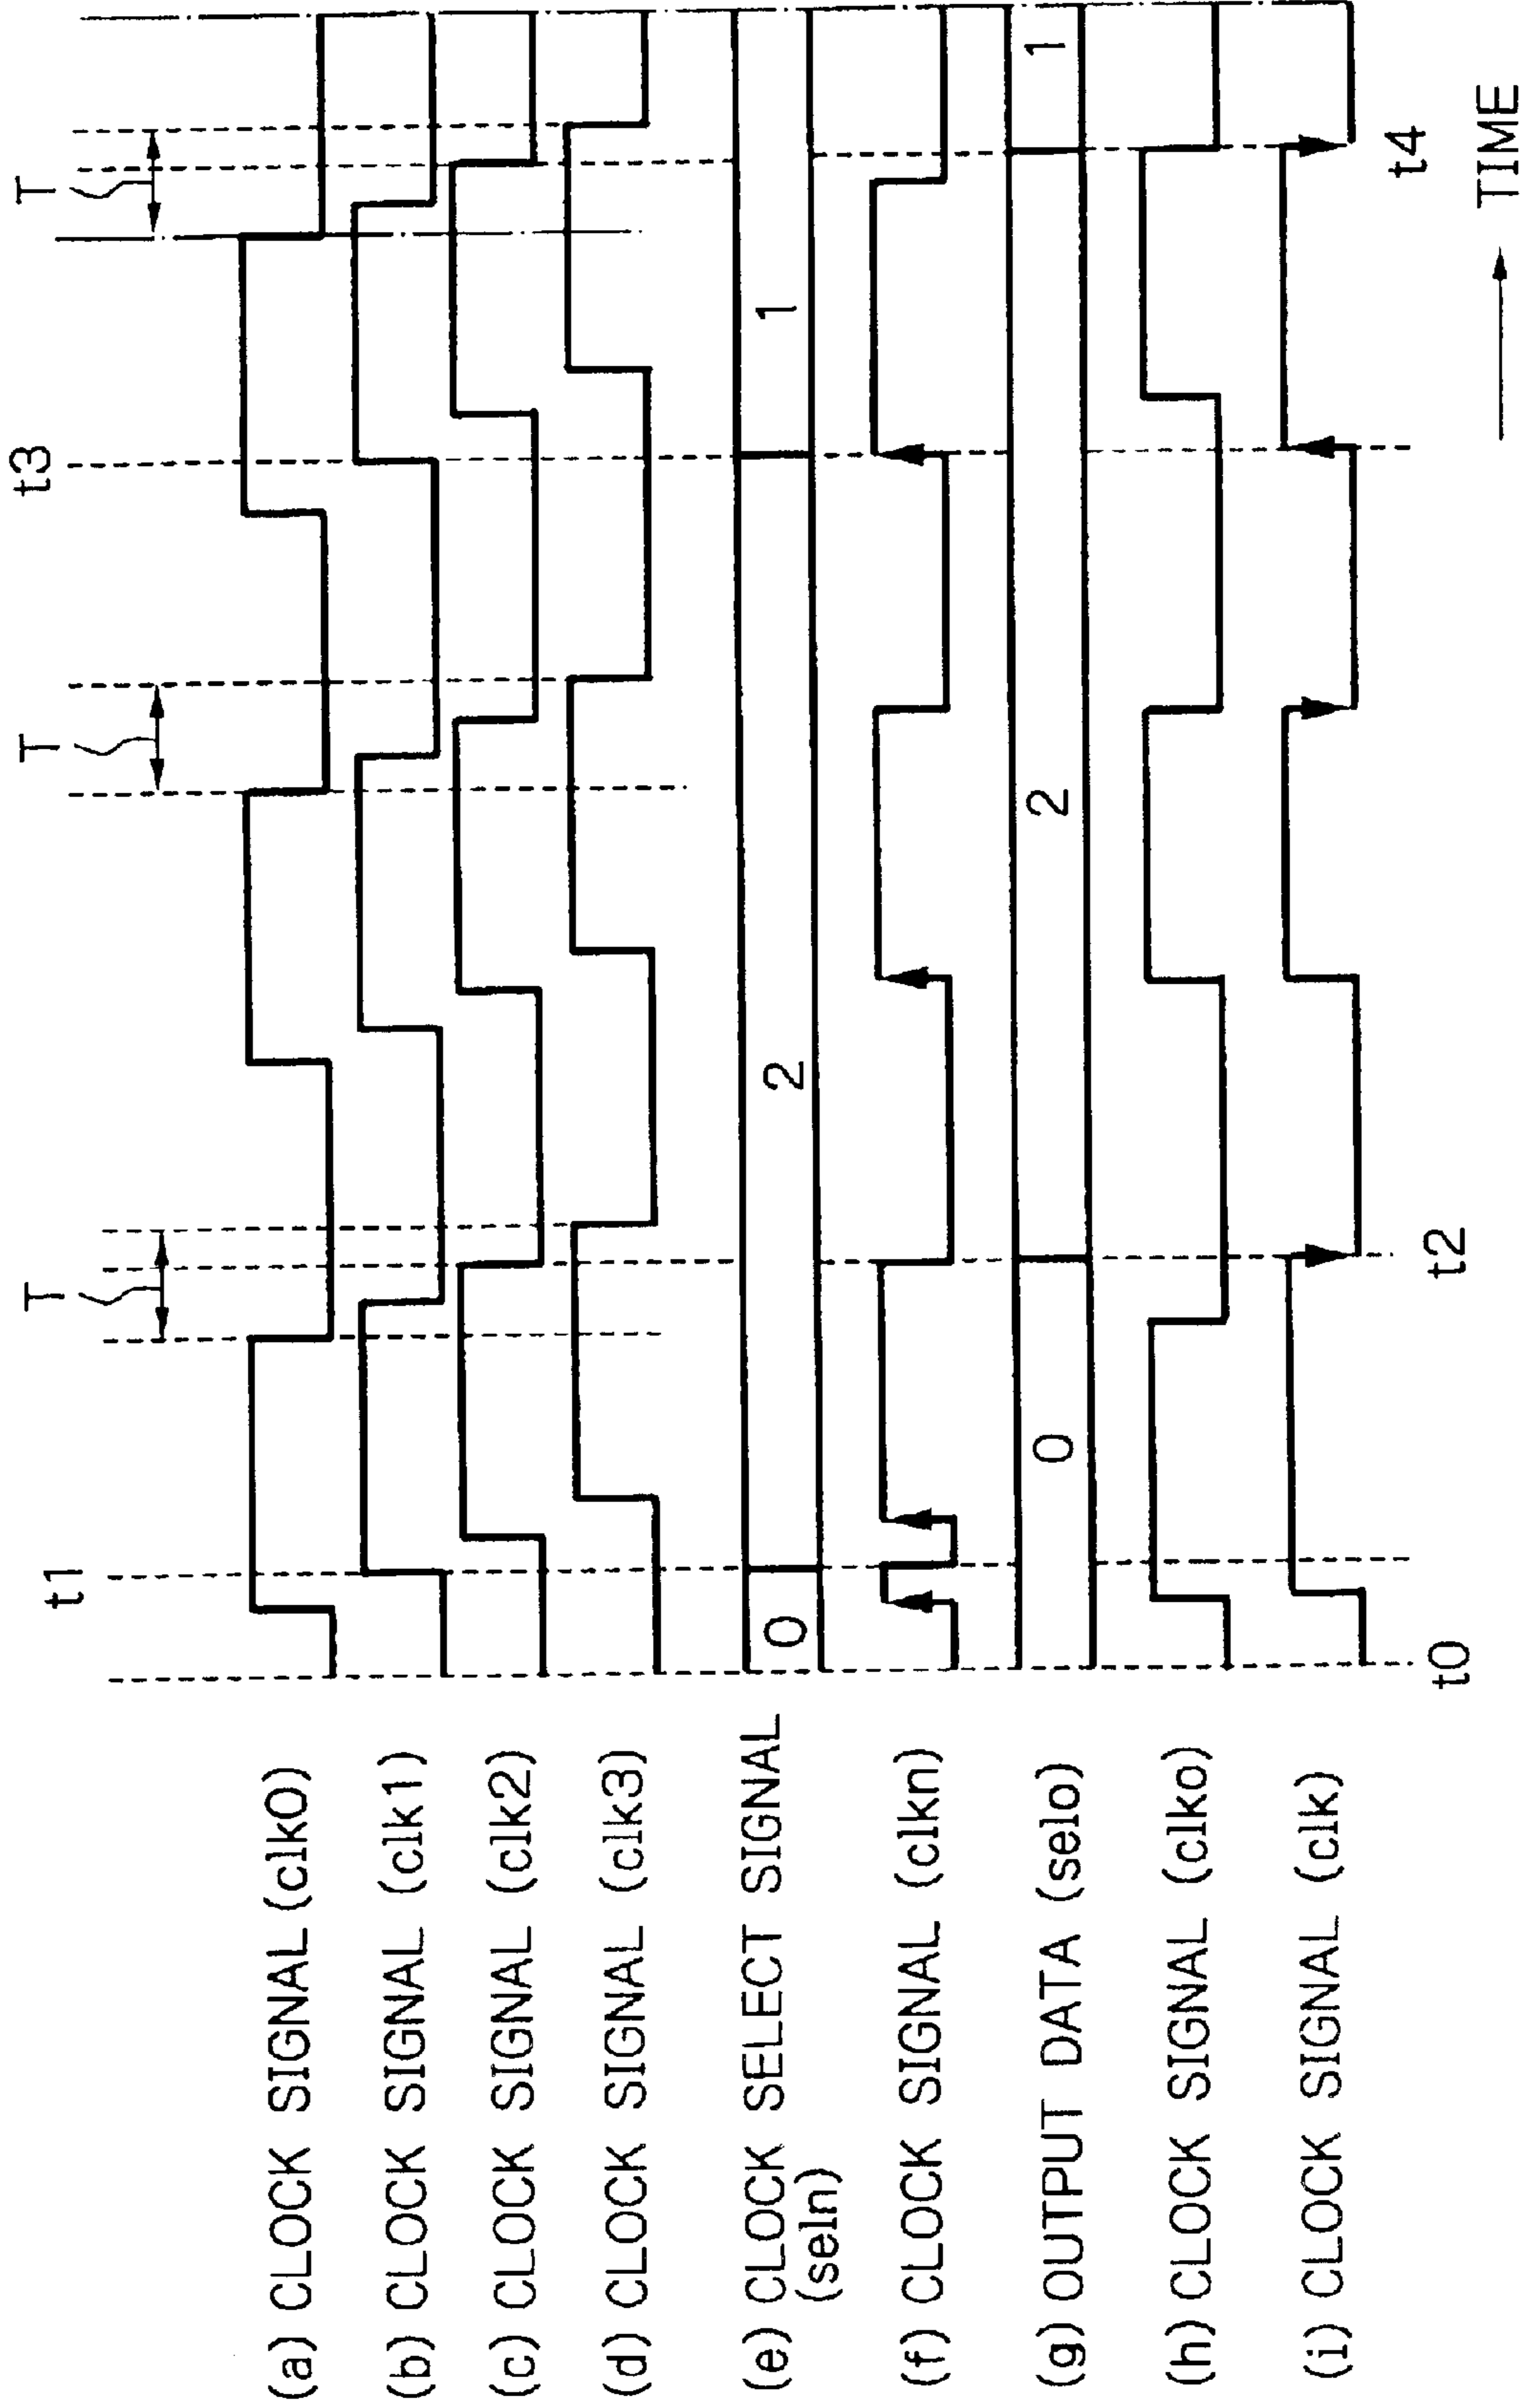 t1
T
T
t3
T
(a) CLOCK SIGNAL (clk0)
(b) CLOCK SIGNAL (clk1)
(c) CLOCK SIGNAL (clk2)
(d) CLOCK SIGNAL (clk3)
(e) CLOCK SELECT SIGNAL
(seln)
0
2
1
(f) CLOCK SIGNAL (clkn)
(g) OUTPUT DATA (selo)
0
2
1
(h) CLOCK SIGNAL (clko)
(i) CLOCK SIGNAL (clk)
t0
t2
t4
TIME